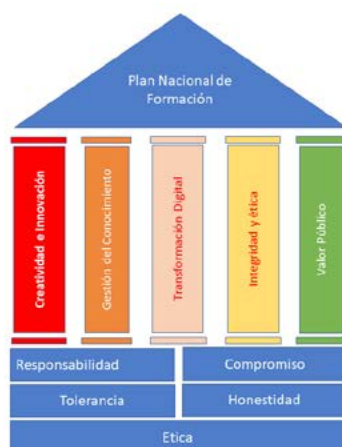 Plan Nacional de
Formación
Creatividad e Innovación
Gestión del Conocimiento
Transformación Digital
Integridad y ética
Valor Público
Responsabilidad
Compromiso
Tolerancia
Honestidad
Etica